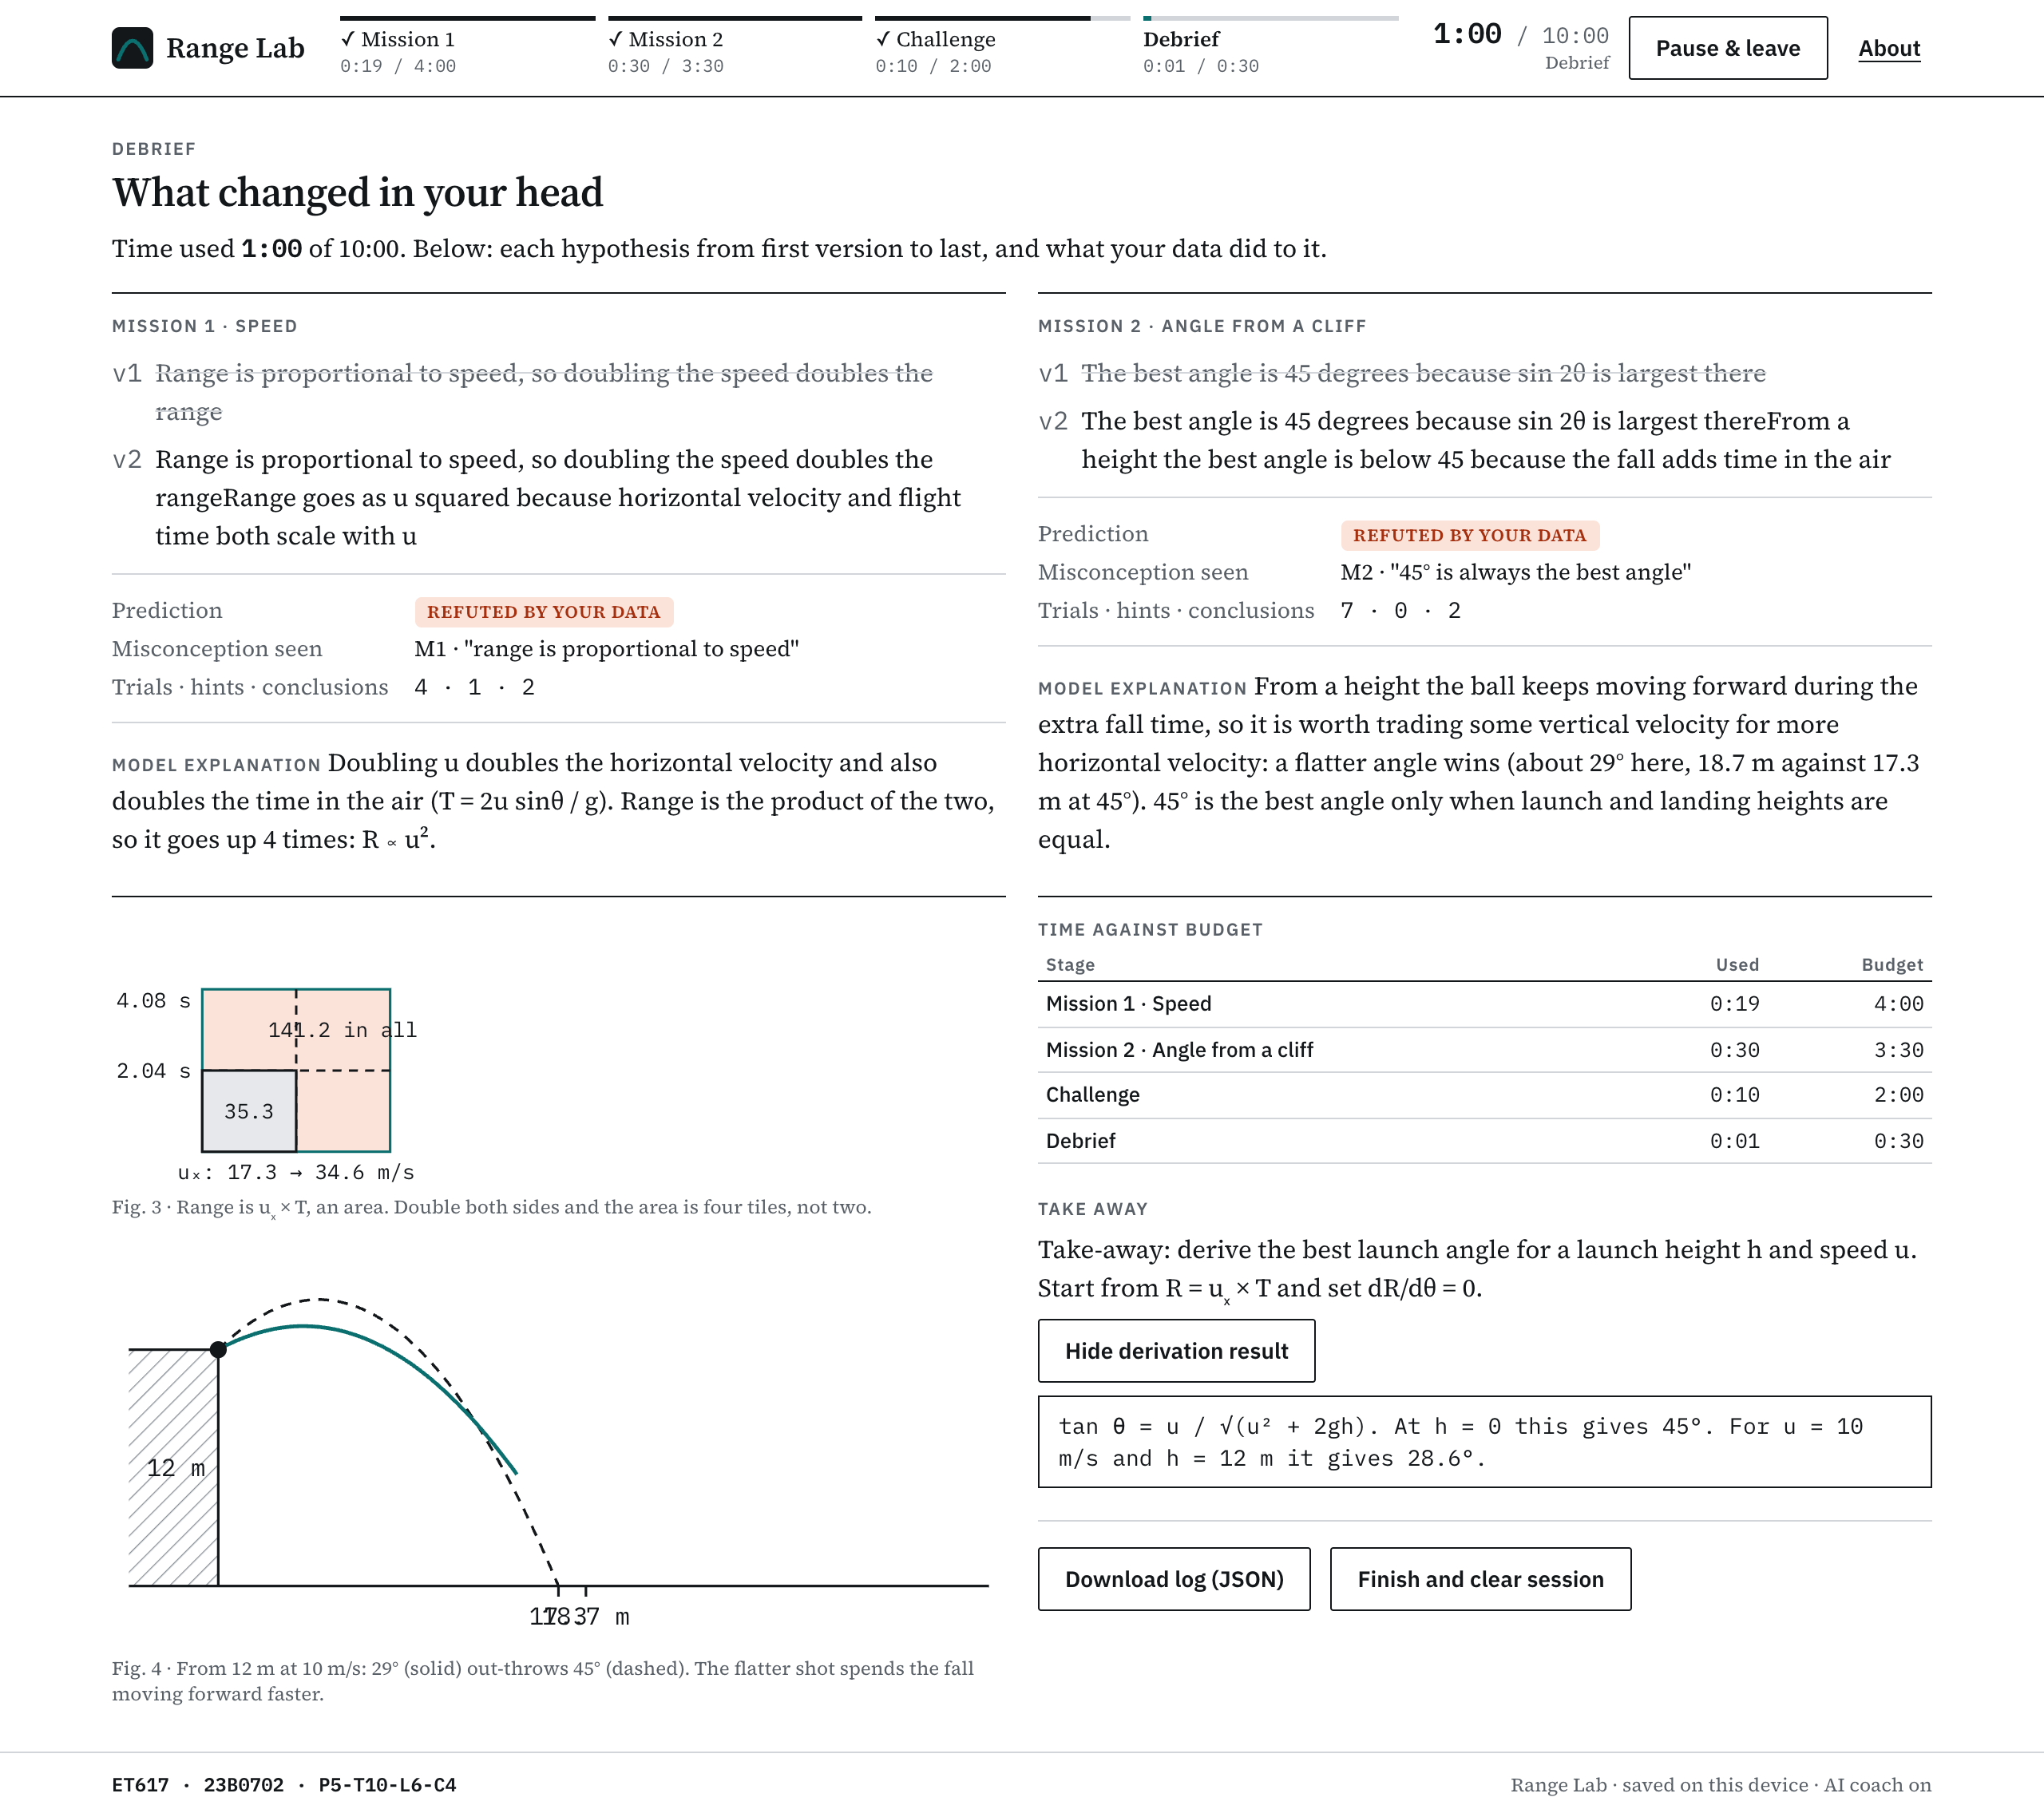 Range Lab
✓ Mission 1
0:19 / 4:00
✓ Mission 2
0:30 / 3:30
✓ Challenge
0:10 / 2:00
Debrief
0:01 / 0:30
1:00 / 10:00
Debrief
Pause & leave
About
DEBRIEF
What changed in your head
Time used 1:00 of 10:00. Below: each hypothesis from first version to last, and what your data did to it.
MISSION 1 · SPEED
v1 Range is proportional to speed, so doubling the speed doubles the
range
v2 Range is proportional to speed, so doubling the speed doubles the
rangeRange goes as u squared because horizontal velocity and flight
time both scale with u
Prediction REFUTED BY YOUR DATA
Misconception seen M1 · "range is proportional to speed"
Trials · hints · conclusions 4 · 1 · 2
MODEL EXPLANATION Doubling u doubles the horizontal velocity and also
doubles the time in the air (T = 2u sinθ / g). Range is the product of the two,
so it goes up 4 times: R ∝ u².
MISSION 2 · ANGLE FROM A CLIFF
v1 The best angle is 45 degrees because sin 2θ is largest there
v2 The best angle is 45 degrees because sin 2θ is largest thereFrom a
height the best angle is below 45 because the fall adds time in the air
Prediction REFUTED BY YOUR DATA
Misconception seen M2 · "45° is always the best angle"
Trials · hints · conclusions 7 · 0 · 2
MODEL EXPLANATION From a height the ball keeps moving forward during the
extra fall time, so it is worth trading some vertical velocity for more
horizontal velocity: a flatter angle wins (about 29° here, 18.7 m against 17.3
m at 45°). 45° is the best angle only when launch and landing heights are
equal.
4.08 s
141.2 in all
2.04 s
35.3
uₓ: 17.3 → 34.6 m/s
Fig. 3 · Range is uₓ × T, an area. Double both sides and the area is four tiles, not two.
12 m
m
Fig. 4 · From 12 m at 10 m/s: 29° (solid) out-throws 45° (dashed). The flatter shot spends the fall
moving forward faster.
TIME AGAINST BUDGET
Stage Used Budget
Mission 1 · Speed 0:19 4:00
Mission 2 · Angle from a cliff 0:30 3:30
Challenge 0:10 2:00
Debrief 0:01 0:30
TAKE AWAY
Take-away: derive the best launch angle for a launch height h and speed u.
Start from R = uₓ × T and set dR/dθ = 0.
Hide derivation result
tan θ = u / √(u² + 2gh). At h = 0 this gives 45°. For u = 10
m/s and h = 12 m it gives 28.6°.
Download log (JSON)
Finish and clear session
ET617 · 23B0702 · P5-T10-L6-C4
Range Lab · saved on this device · AI coach on